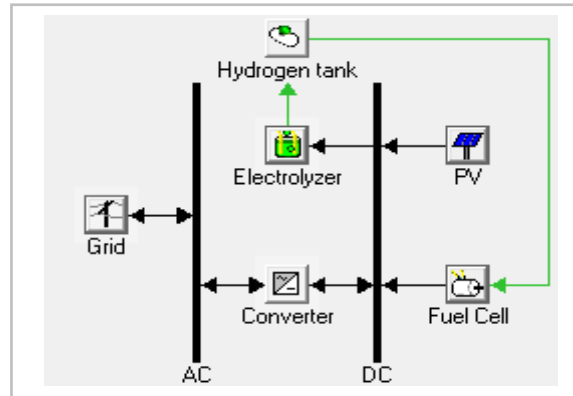 Hydrogen tank
Electrolyzer
PV
Grid
Converter
Fuel Cell
AC
DC